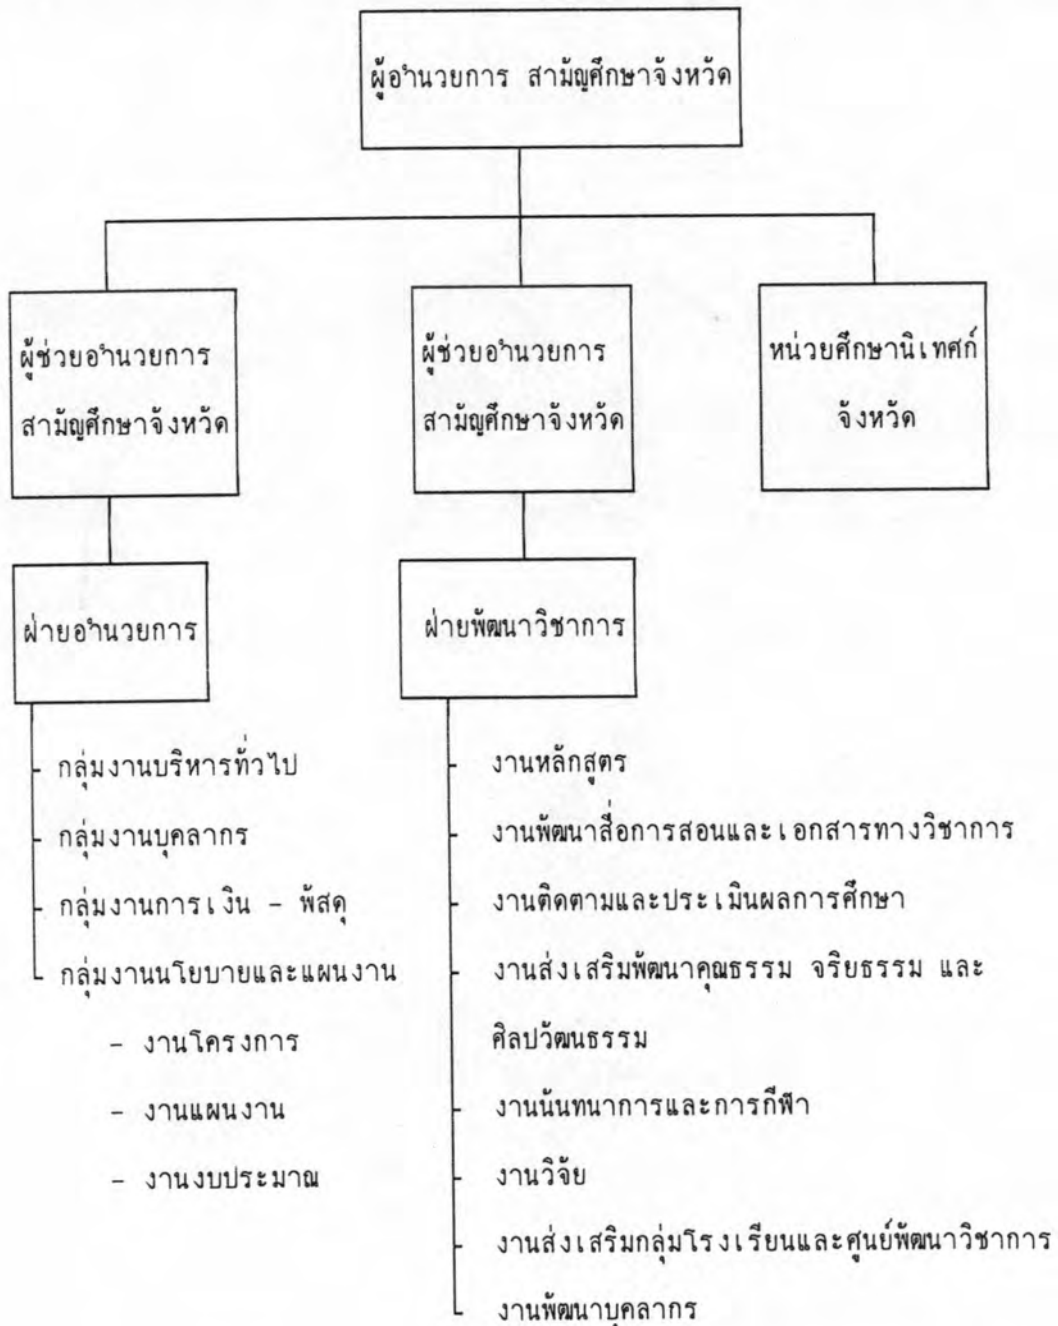 ผู้อำนวยการ สามัญศึกษาจังหวัด
ผู้ช่วยอำนวยการ
สามัญศึกษาจังหวัด
ผู้ช่วยอำนวยการ
สามัญศึกษาจังหวัด
หน่วยศึกษานิเทศก์
จังหวัด
ฝ่ายอำนวยการ
- กลุ่มงานบริหารทั่วไป
- กลุ่มงานบุคลากร
- กลุ่มงานการเงิน - พัสดุ
- กลุ่มงานนโยบายและแผนงาน
- งานโครงการ
- งานแผนงาน
- งานงบประมาณ
ฝ่ายพัฒนาวิชาการ
- งานหลักสูตร
- งานพัฒนาสื่อการสอนและเอกสารทางวิชาการ
- งานติดตามและประเมินผลการศึกษา
- งานส่งเสริมพัฒนาคุณธรรม จริยธรรม และ
ศิลปวัฒนธรรม
- งานนันทนาการและการกีฬา
- งานวิจัย
- งานส่งเสริมกลุ่มโรงเรียนและศูนย์พัฒนาวิชาการ
- งานพัฒนาบุคลากร